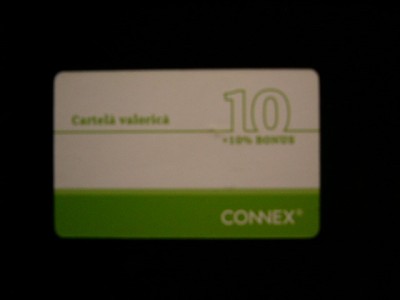 10
Cartelă valorică
+10% BONUS
CONNEX